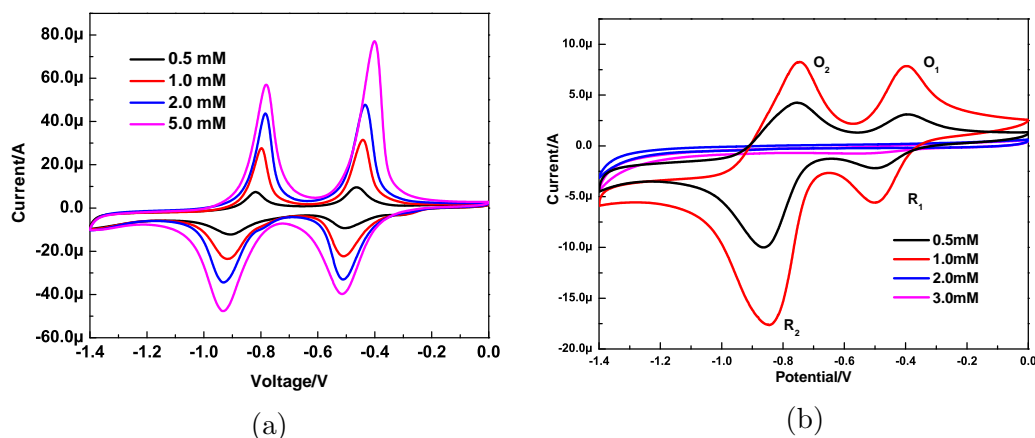 80.0µ
60.0µ
40.0µ
20.0µ
0.0
-20.0µ
-40.0µ
-60.0µ
Current/A
0.5 mM
1.0 mM
2.0 mM
5.0 mM
-1.4 -1.2 -1.0 -0.8 -0.6 -0.4 -0.2 0.0
Voltage/V
(a)
10.0µ
5.0µ
0.0
-5.0µ
-10.0µ
-15.0µ
-20.0µ
Current/A
O2 O1
R1
R2
0.5mM
1.0mM
2.0mM
3.0mM
-1.4 -1.2 -1.0 -0.8 -0.6 -0.4 -0.2 0.0
Potential/V
(b)